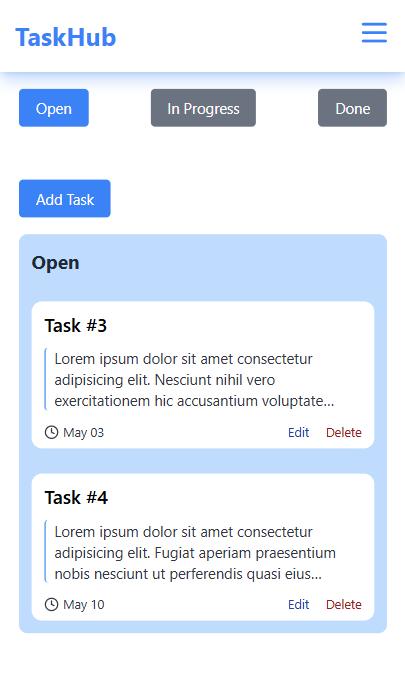 TaskHub
Open In Progress Done
Add Task
Open
Task #3
Lorem ipsum dolor sit amet consectetur
adipisicing elit. Nesciunt nihil vero
exercitationem hic accusantium voluptate...
May 03 Edit Delete
Task #4
Lorem ipsum dolor sit amet consectetur
adipisicing elit. Fugiat aperiam praesentium
nobis nesciunt ut perferendis quasi eius...
May 10 Edit Delete